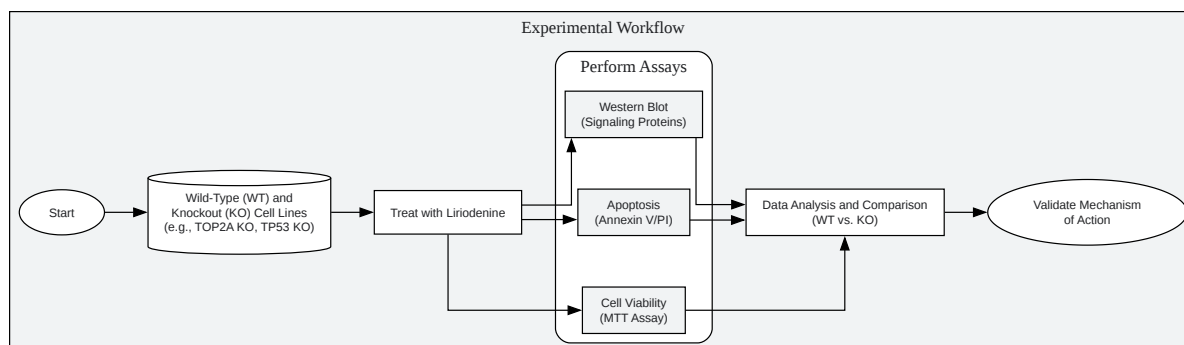 Experimental Workflow
Perform Assays
Western Blot
(Signaling Proteins)
Start
Wild-Type (WT) and
Knockout (KO) Cell Lines
(e.g., TOP2A KO, TP53 KO)
Treat with Liriodenine
Apoptosis
(Annexin V/PI)
Data Analysis and Comparison
(WT vs. KO)
Validate Mechanism
of Action
Cell Viability
(MTT Assay)